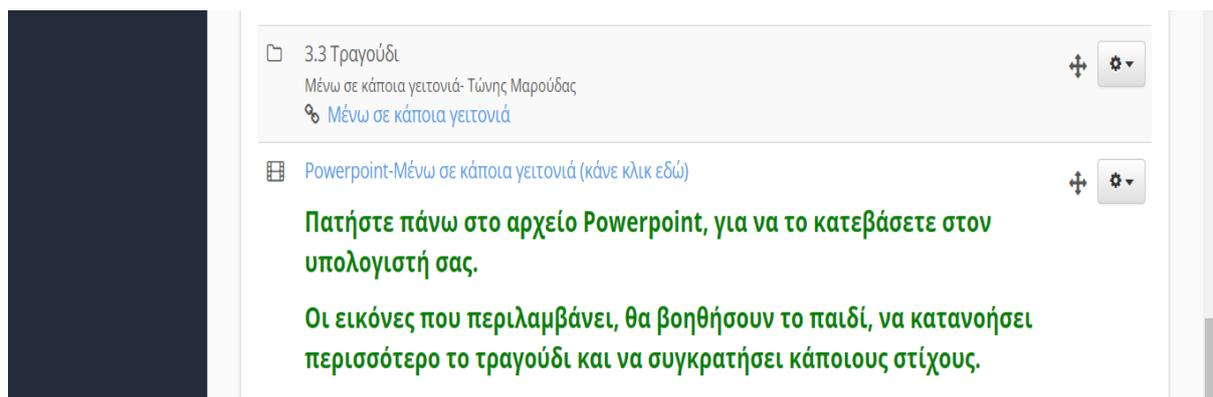 3.3 Τραγούδι
Μένω σε κάποια γειτονιά- Τώνης Μαρούδας
Μένω σε κάποια γειτονιά
Powerpoint-Μένω σε κάποια γειτονιά (κάνε κλικ εδώ)
Πατήστε πάνω στο αρχείο Powerpoint, για να το κατεβάσετε στον
υπολογιστή σας.
Οι εικόνες που περιλαμβάνει, θα βοηθήσουν το παιδί, να κατανοήσει
περισσότερο το τραγούδι και να συγκρατήσει κάποιους στίχους.